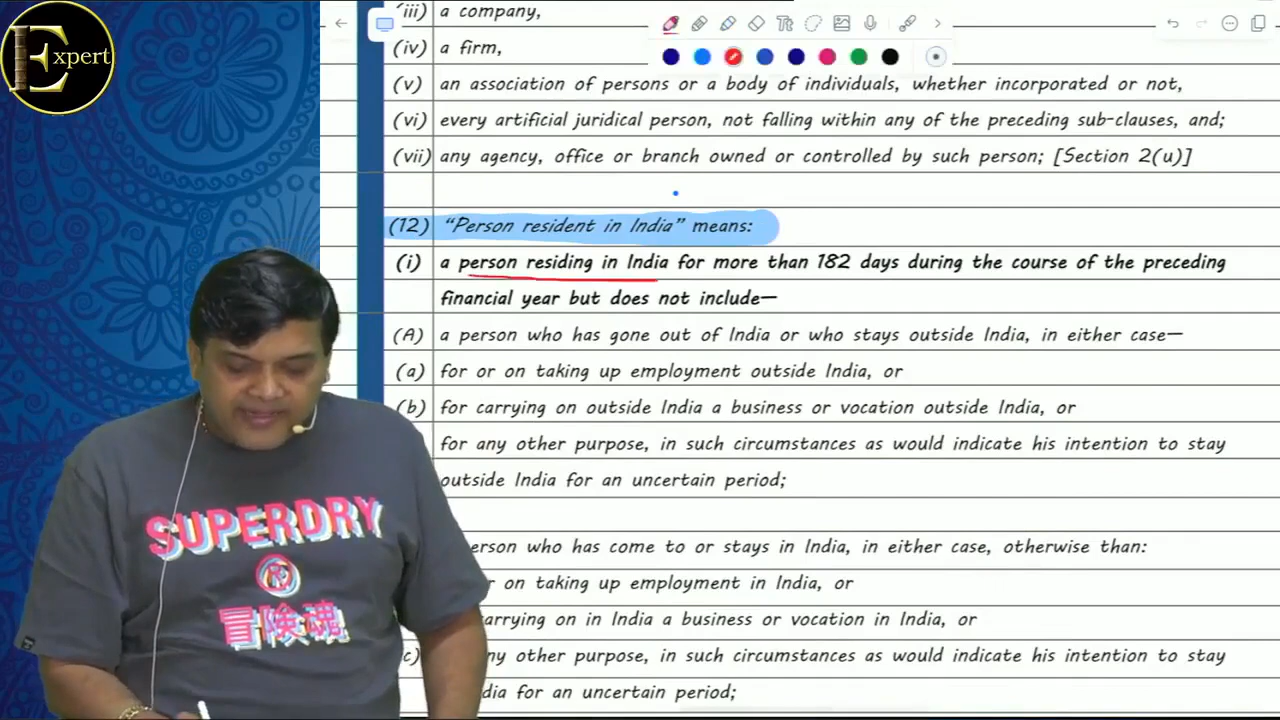 Expert
(iii) a company,
(iv) a firm,
(v) an association of persons or a body of individuals, whether incorporated or not,
(vi) every artificial juridical person, not falling within any of the preceding sub-clauses, and;
(vii) any agency, office or branch owned or controlled by such person; [Section 2(u)]
(12) “Person resident in India” means:
(i) a person residing in India for more than 182 days during the course of the preceding
financial year but does not include—
(A) a person who has gone out of India or who stays outside India, in either case—
(a) for or on taking up employment outside India, or
(b) for carrying on outside India a business or vocation outside India, or
for any other purpose, in such circumstances as would indicate his intention to stay
outside India for an uncertain period;
person who has come to or stays in India, in either case, otherwise than:
or on taking up employment in India, or
carrying on in India a business or vocation in India, or
(c) any other purpose, in such circumstances as would indicate his intention to stay
India for an uncertain period;
SUPERDRY
®
冒険魂